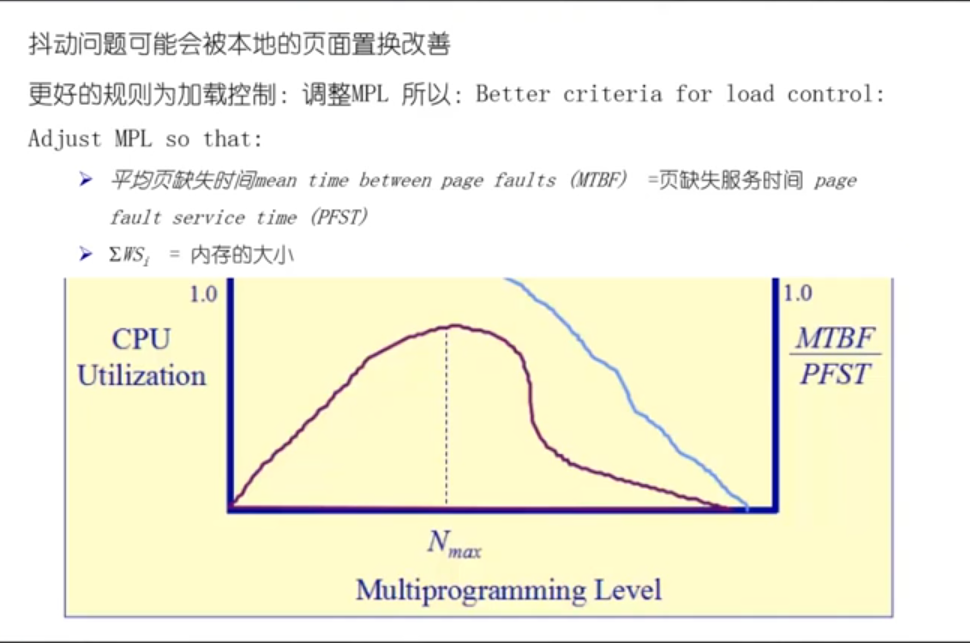 抖动问题可能会被本地的页面置换改善
更好的规则为加载控制: 调整MPL 所以: Better criteria for load control:
Adjust MPL so that:
➤ 平均页缺失时间mean time between page faults (MTBF) =页缺失服务时间 page
fault service time (PFST)
➤ ΣWSi = 内存的大小
1.0
1.0
CPU
Utilization
MTBF
PFST
Nmax
Multiprogramming Level